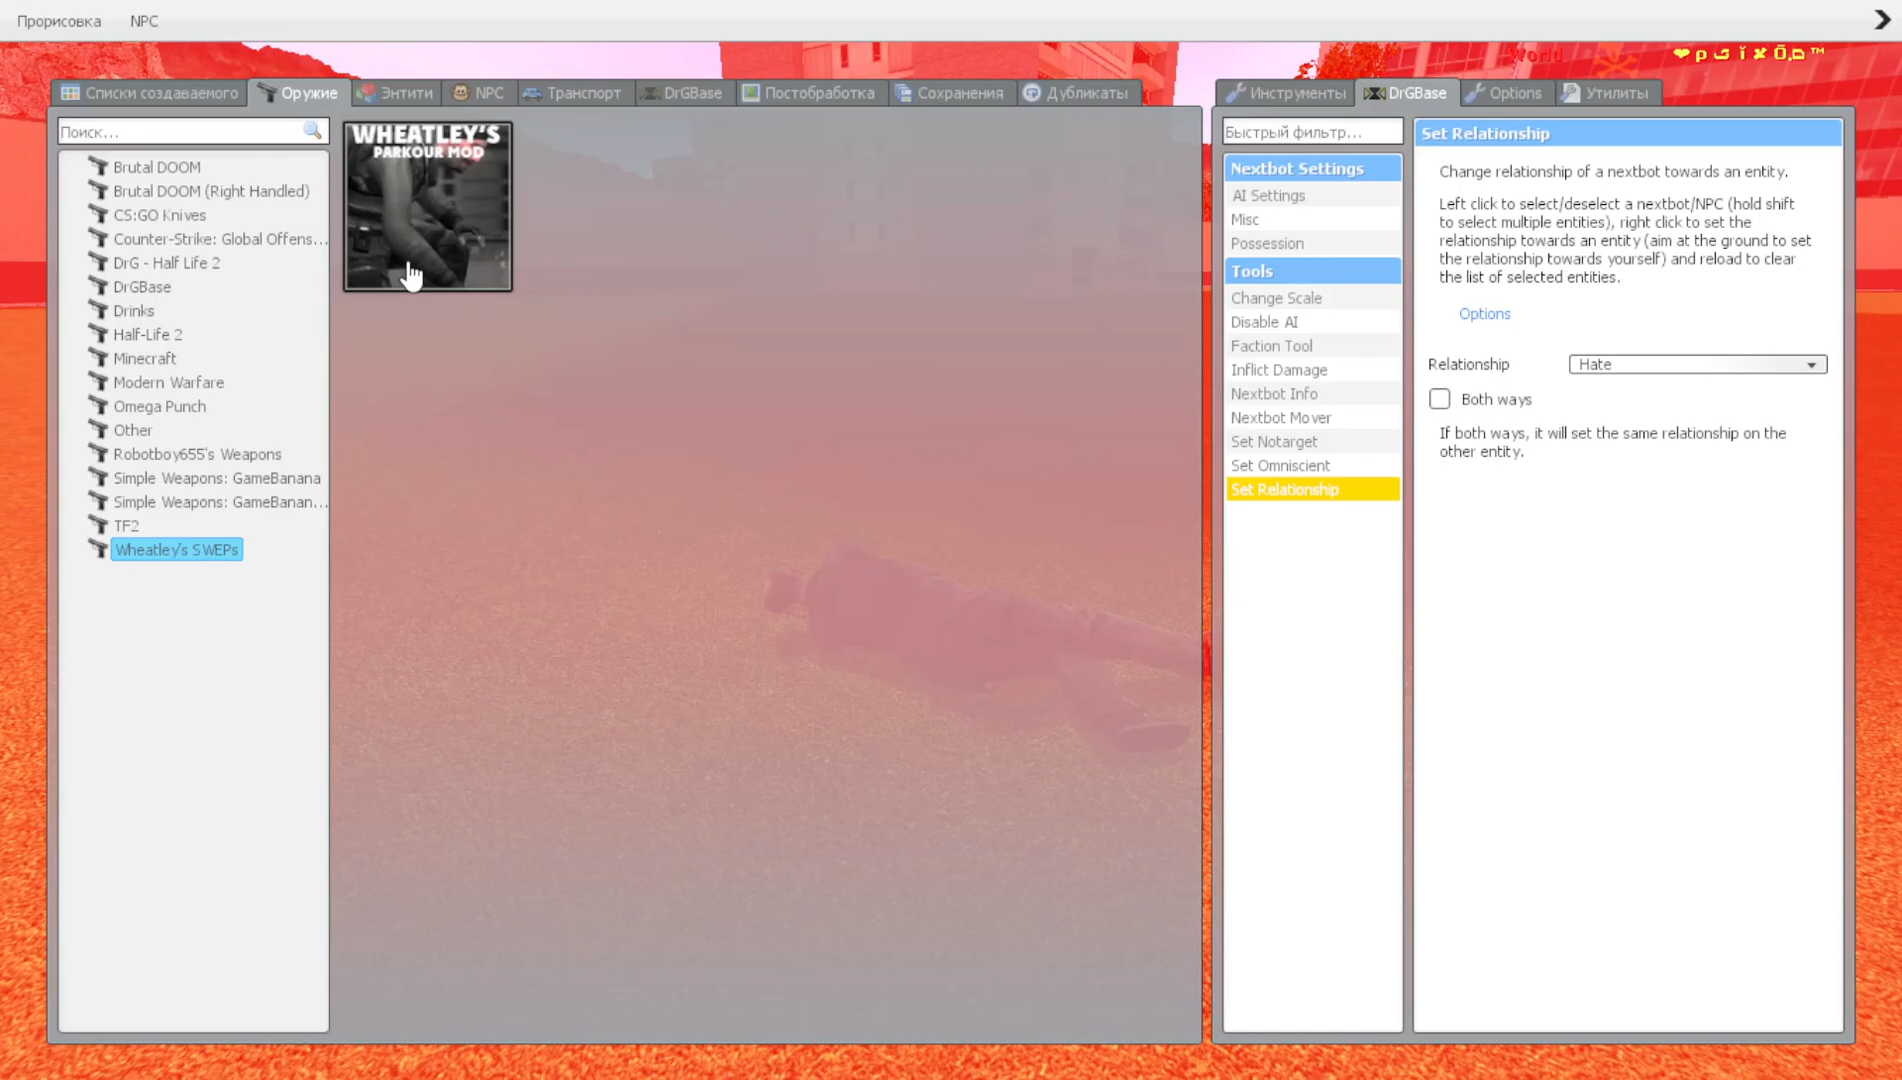 Прорисовка NPC
World
Списки создаваемого Оружие Энтити NPC Транспорт DrGBase Постобработка Сохранения Дубликаты
Инструменты DrGBase Options Утилиты
Поиск...
Brutal DOOM
Brutal DOOM (Right Handled)
CS:GO Knives
Counter-Strike: Global Offens...
DrG - Half Life 2
DrGBase
Drinks
Half-Life 2
Minecraft
Modern Warfare
Omega Punch
Other
Robotboy655's Weapons
Simple Weapons: GameBanana
Simple Weapons: GameBanan...
TF2
Wheatley's SWEPs
WHEATLEY'S
PARKOUR MOD
Быстрый фильтр...
Nextbot Settings
AI Settings
Misc
Possession
Tools
Change Scale
Disable AI
Faction Tool
Inflict Damage
Nextbot Info
Nextbot Mover
Set Notarget
Set Omniscient
Set Relationship
Set Relationship
Change relationship of a nextbot towards an entity.
Left click to select/deselect a nextbot/NPC (hold shift
to select multiple entities), right click to set the
relationship towards an entity (aim at the ground to set
the relationship towards yourself) and reload to clear
the list of selected entities.
Options
Relationship Hate
Both ways
If both ways, it will set the same relationship on the
other entity.